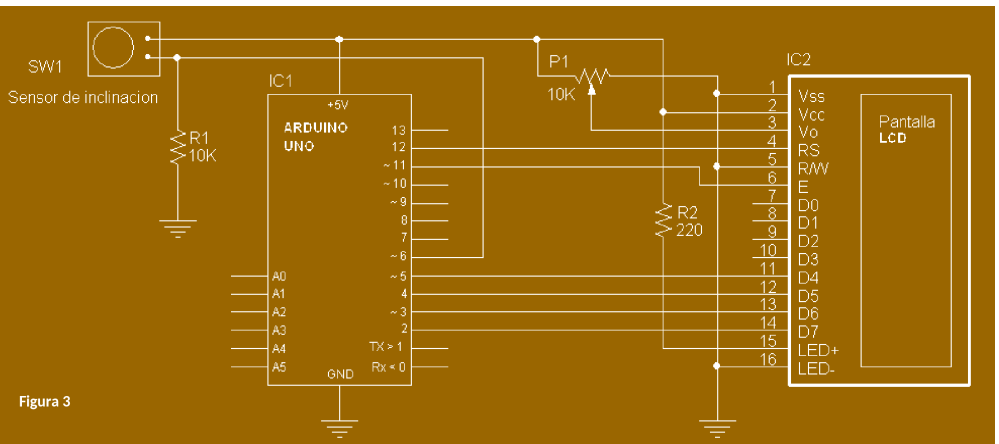 SW1
Sensor de inclinacion
R1
10K
IC1
+5V
ARDUINO
UNO
13
12
~ 11
~ 10
~ 9
8
7
~ 6
~ 5
4
~ 3
2
TX > 1
Rx < 0
A0
A1
A2
A3
A4
A5
GND
P1
10K
R2
220
IC2
1 Vss
2 Vcc
3 Vo
4 RS
5 R/W
6 E
7 D0
8 D1
9 D2
10 D3
11 D4
12 D5
13 D6
14 D7
15 LED+
16 LED-
Pantalla
LCD
Figura 3